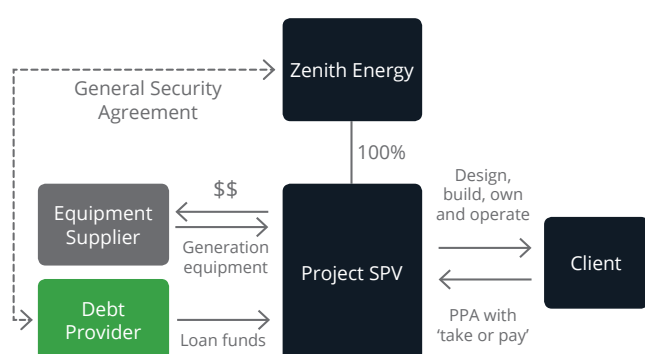 Zenith Energy
General Security
Agreement
100%
$$
Design,
build, own
and operate
Equipment
Supplier
Generation
equipment
Project SPV
Client
Debt
Provider
Loan funds
PPA with
‘take or pay’